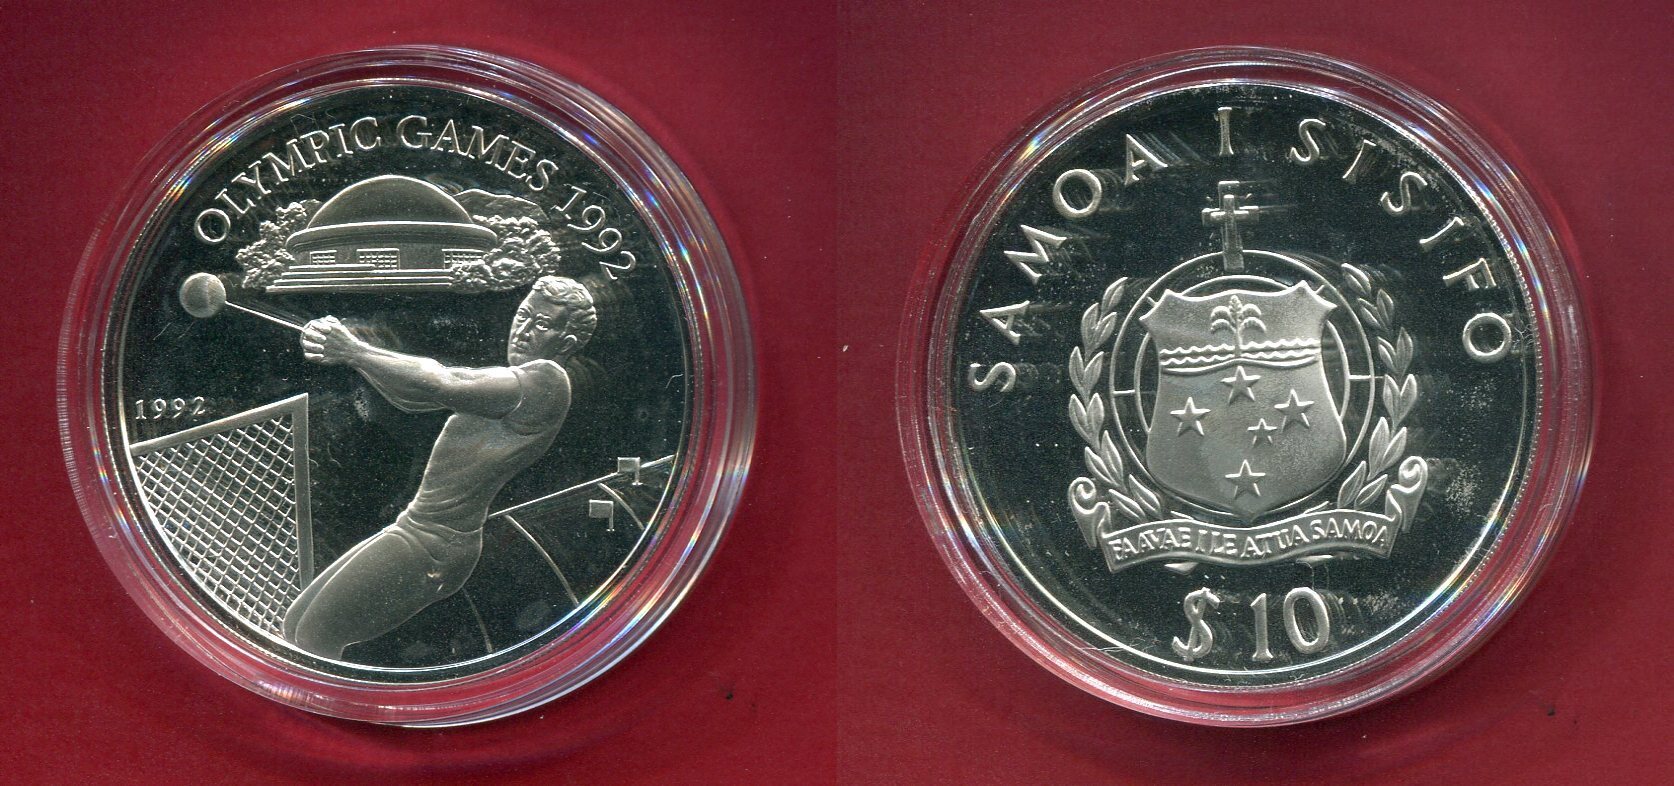 OLYMPIC GAMES 1992
1992
SAMOA I SISIFO
FAAVAE I LE ATUA SAMOA
$10